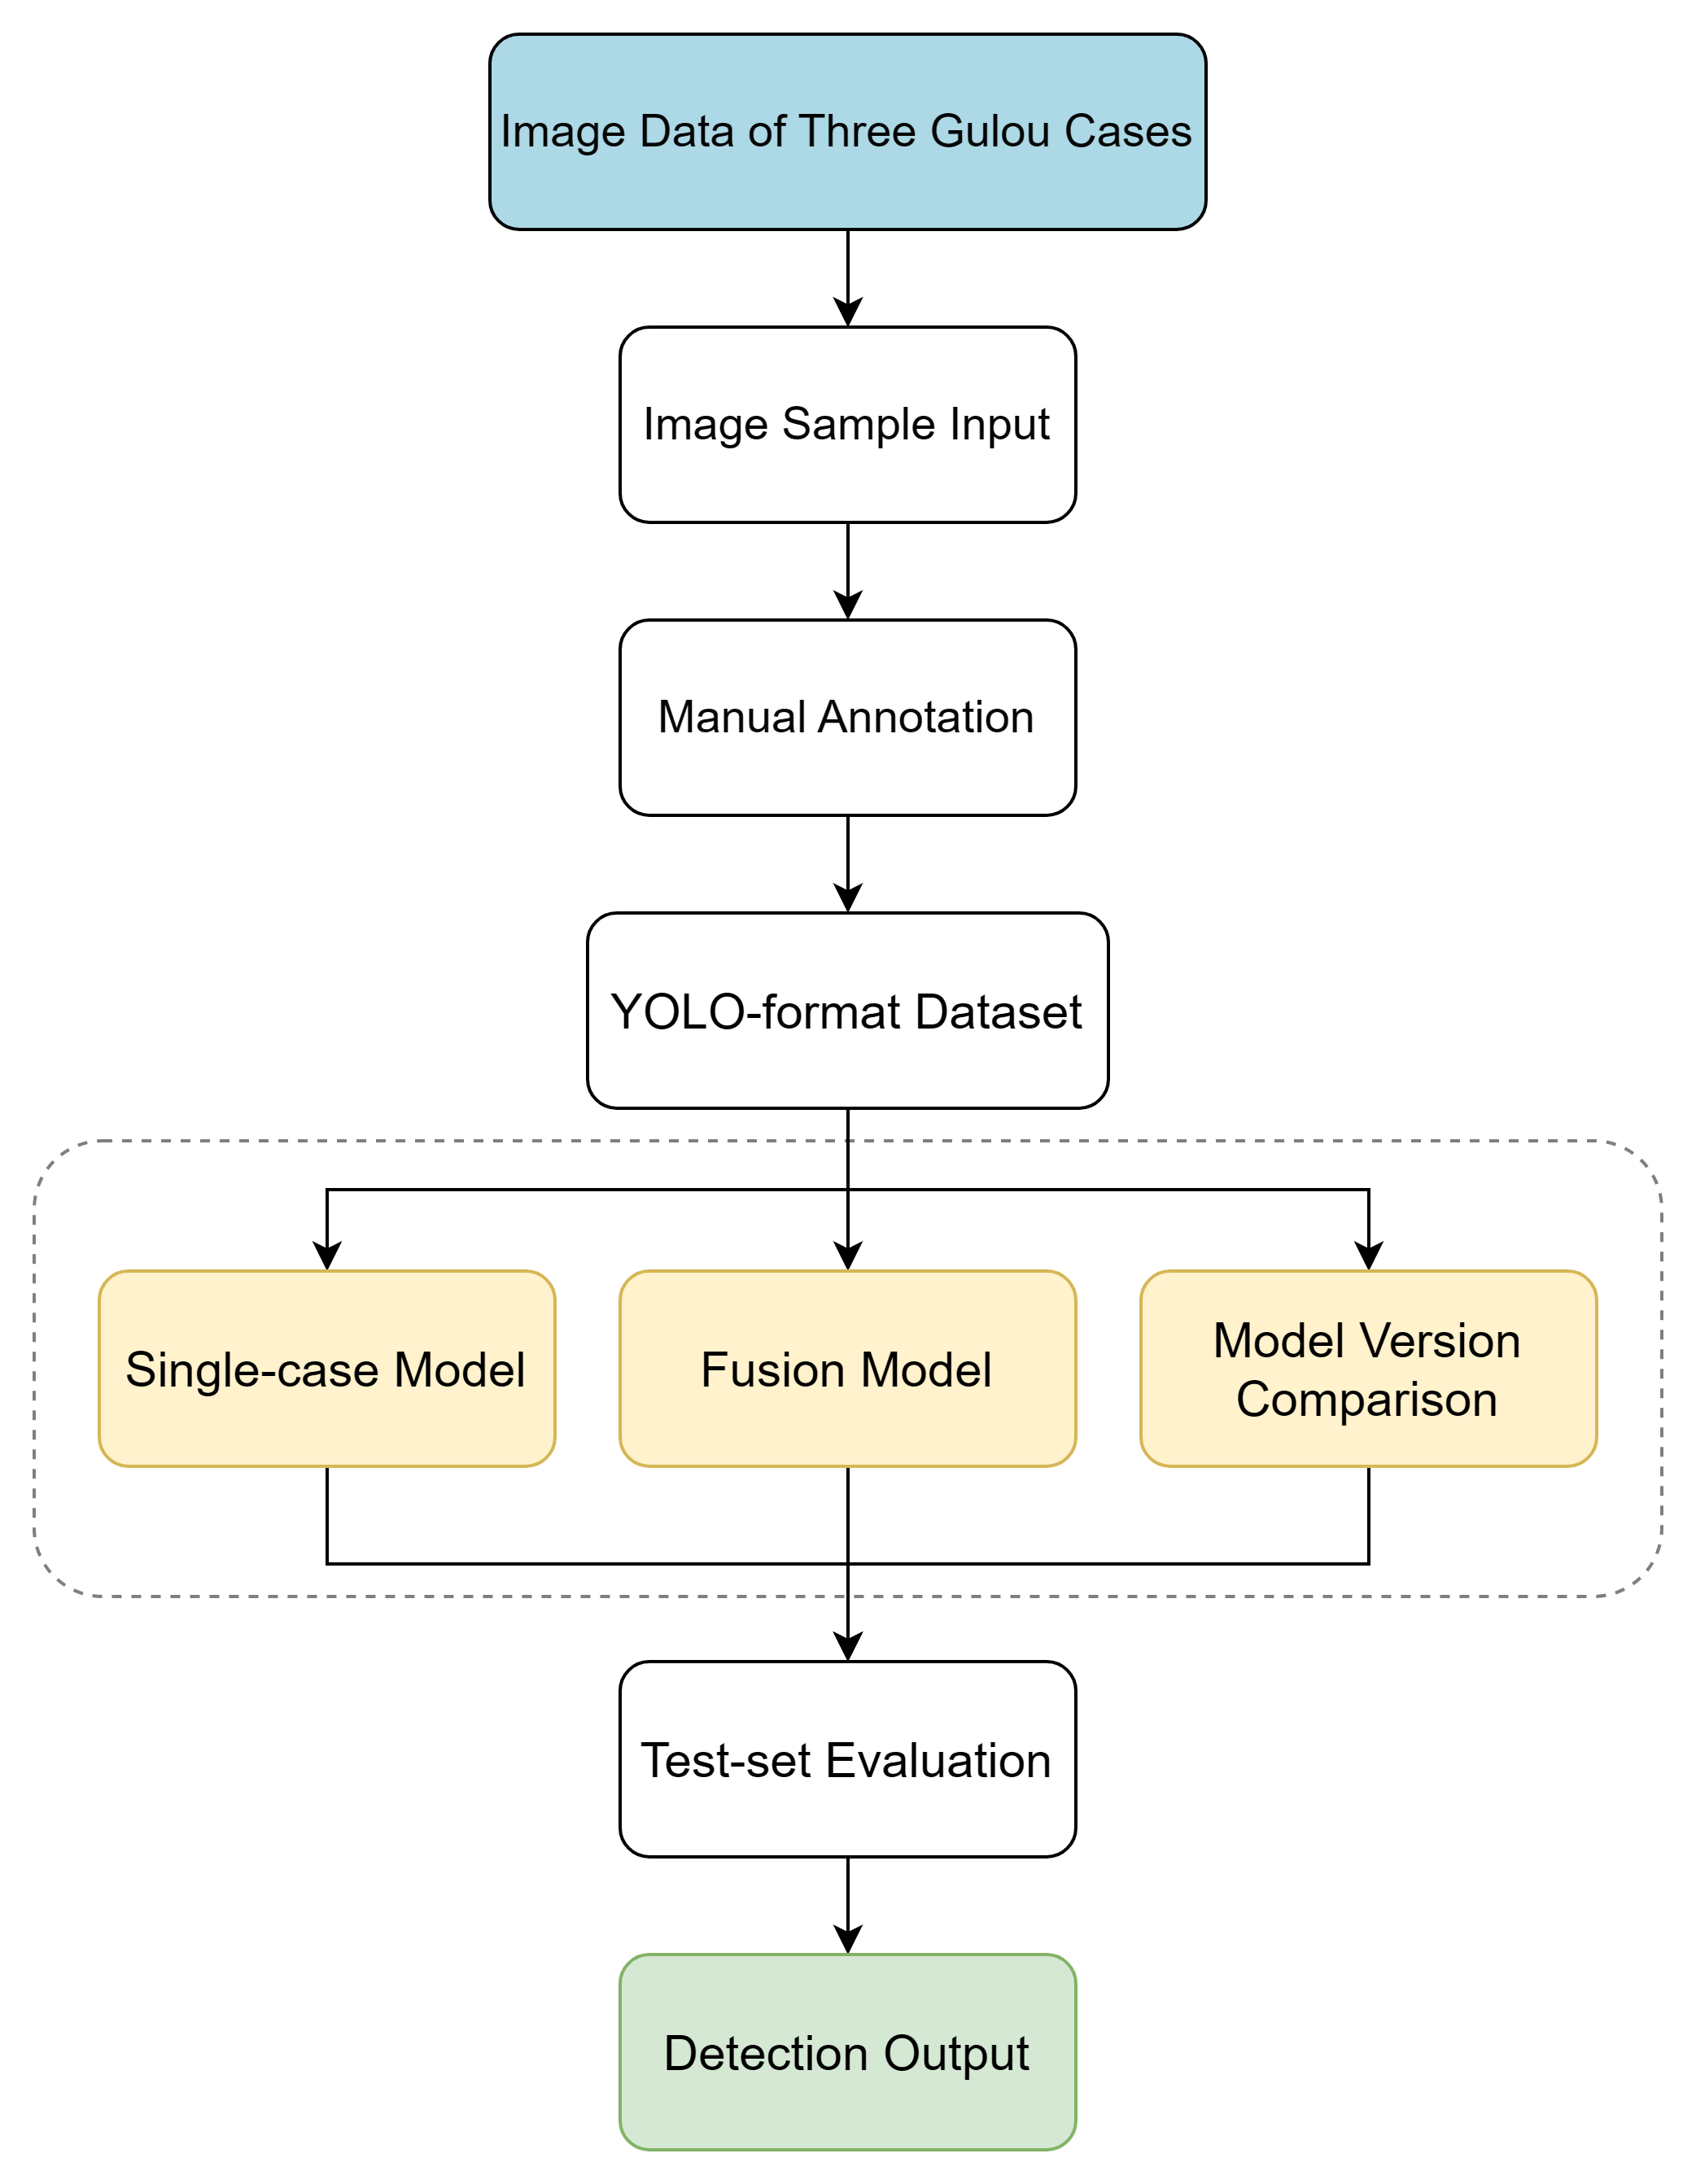 Image Data of Three Gulou Cases
Image Sample Input
Manual Annotation
YOLO-format Dataset
Single-case Model
Fusion Model
Model Version
Comparison
Test-set Evaluation
Detection Output